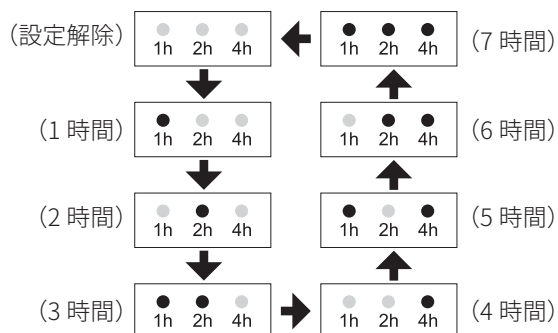 （設定解除）
1h 2h 4h
（1 時間）
1h 2h 4h
（2 時間）
1h 2h 4h
（3 時間）
1h 2h 4h
1h 2h 4h
（4 時間）
1h 2h 4h
（5 時間）
1h 2h 4h
（6 時間）
1h 2h 4h
（7 時間）